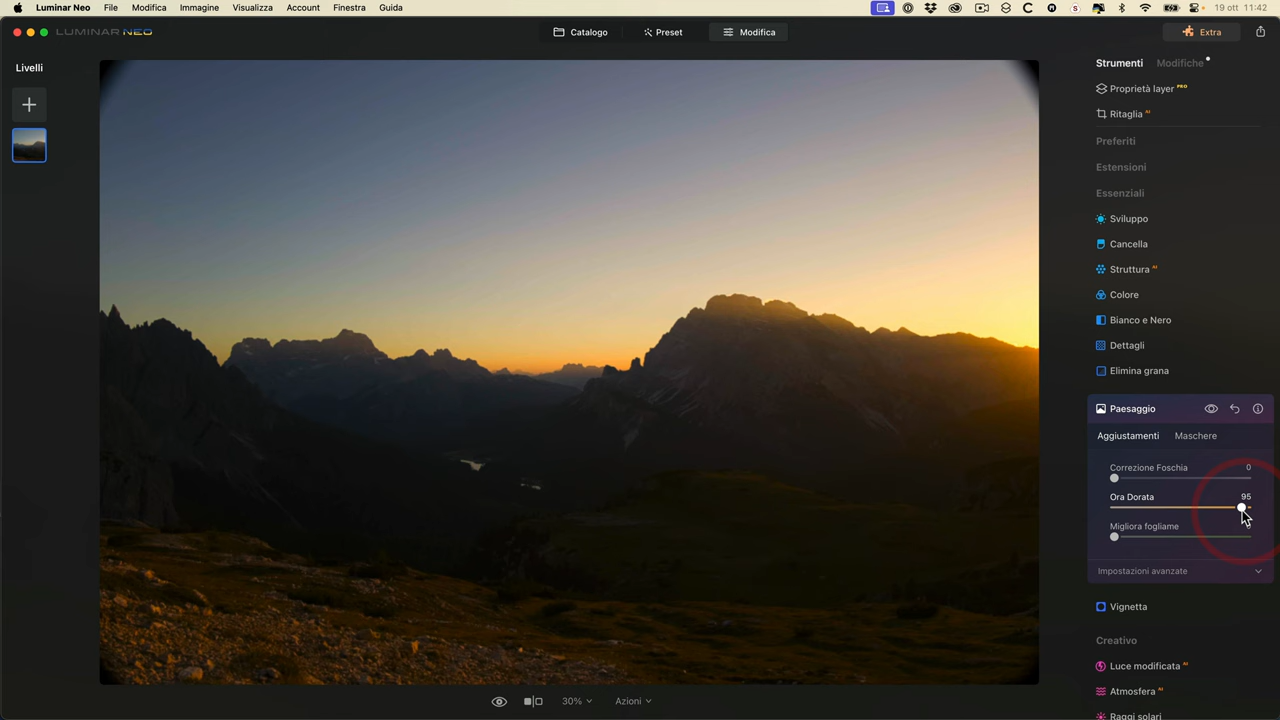 Luminar Neo File Modifica Immagine Visualizza Account Finestra Guida 19 ott 11:42
LUMINAR NEO Catalogo Preset Modifica Extra
Livelli
Strumenti Modifiche
Proprietà layer PRO
Ritaglia AI
Preferiti
Estensioni
Essenziali
Sviluppo
Cancella
Struttura AI
Colore
Bianco e Nero
Dettagli
Elimina grana
Paesaggio
Aggiustamenti Maschere
Correzione Foschia 0
Ora Dorata 95
Migliora fogliame
Impostazioni avanzate
Vignetta
Creativo
Luce modificata AI
Atmosfera AI
Raggi solari
30% Azioni